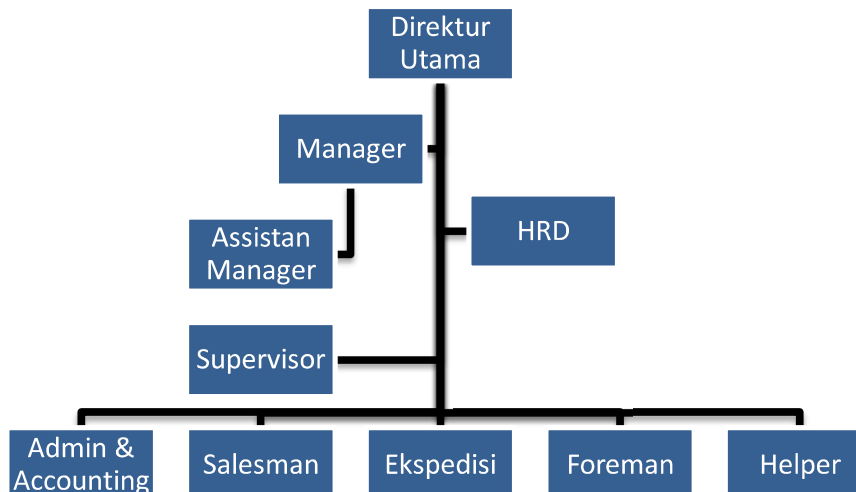 Direktur
Utama
Manager
HRD
Assistan
Manager
Supervisor
Admin &
Accounting
Salesman
Ekspedisi
Foreman
Helper